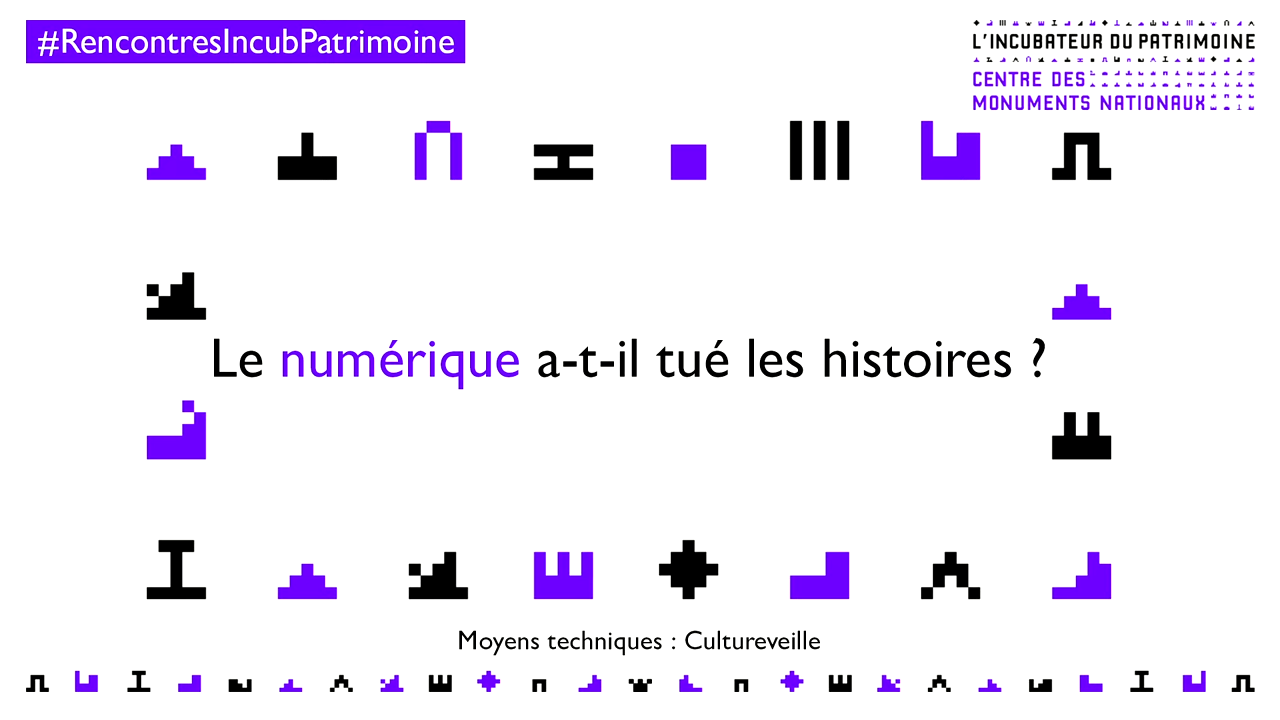 #RencontresIncubPatrimoine
L'INCUBATEUR DU PATRIMOINE
CENTRE DES
MONUMENTS NATIONAUX
Le numérique a-t-il tué les histoires ?
Moyens techniques : Cultureveille